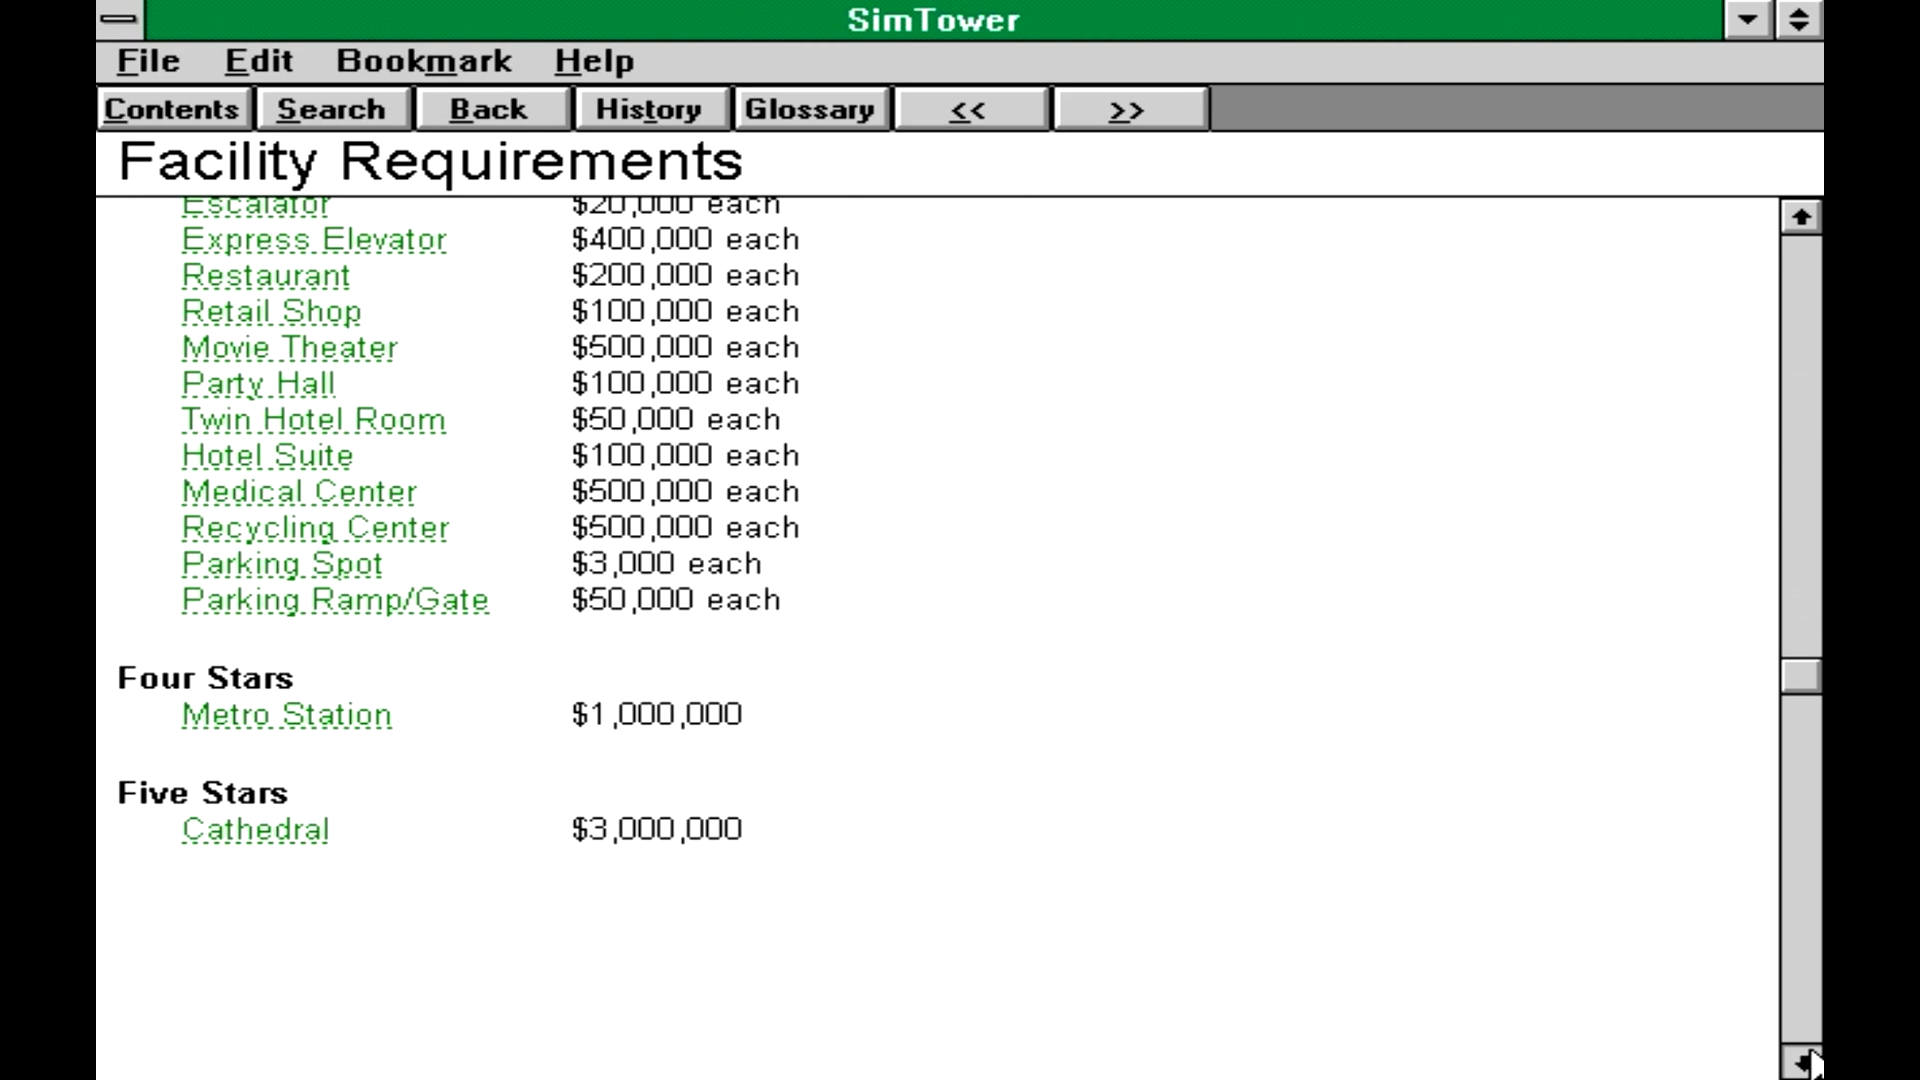 SimTower
File Edit Bookmark Help
Contents Search Back History Glossary << >>
Facility Requirements
Escalator $20,000 each
Express Elevator $400,000 each
Restaurant $200,000 each
Retail Shop $100,000 each
Movie Theater $500,000 each
Party Hall $100,000 each
Twin Hotel Room $50,000 each
Hotel Suite $100,000 each
Medical Center $500,000 each
Recycling Center $500,000 each
Parking Spot $3,000 each
Parking Ramp/Gate $50,000 each
Four Stars
Metro Station $1,000,000
Five Stars
Cathedral $3,000,000